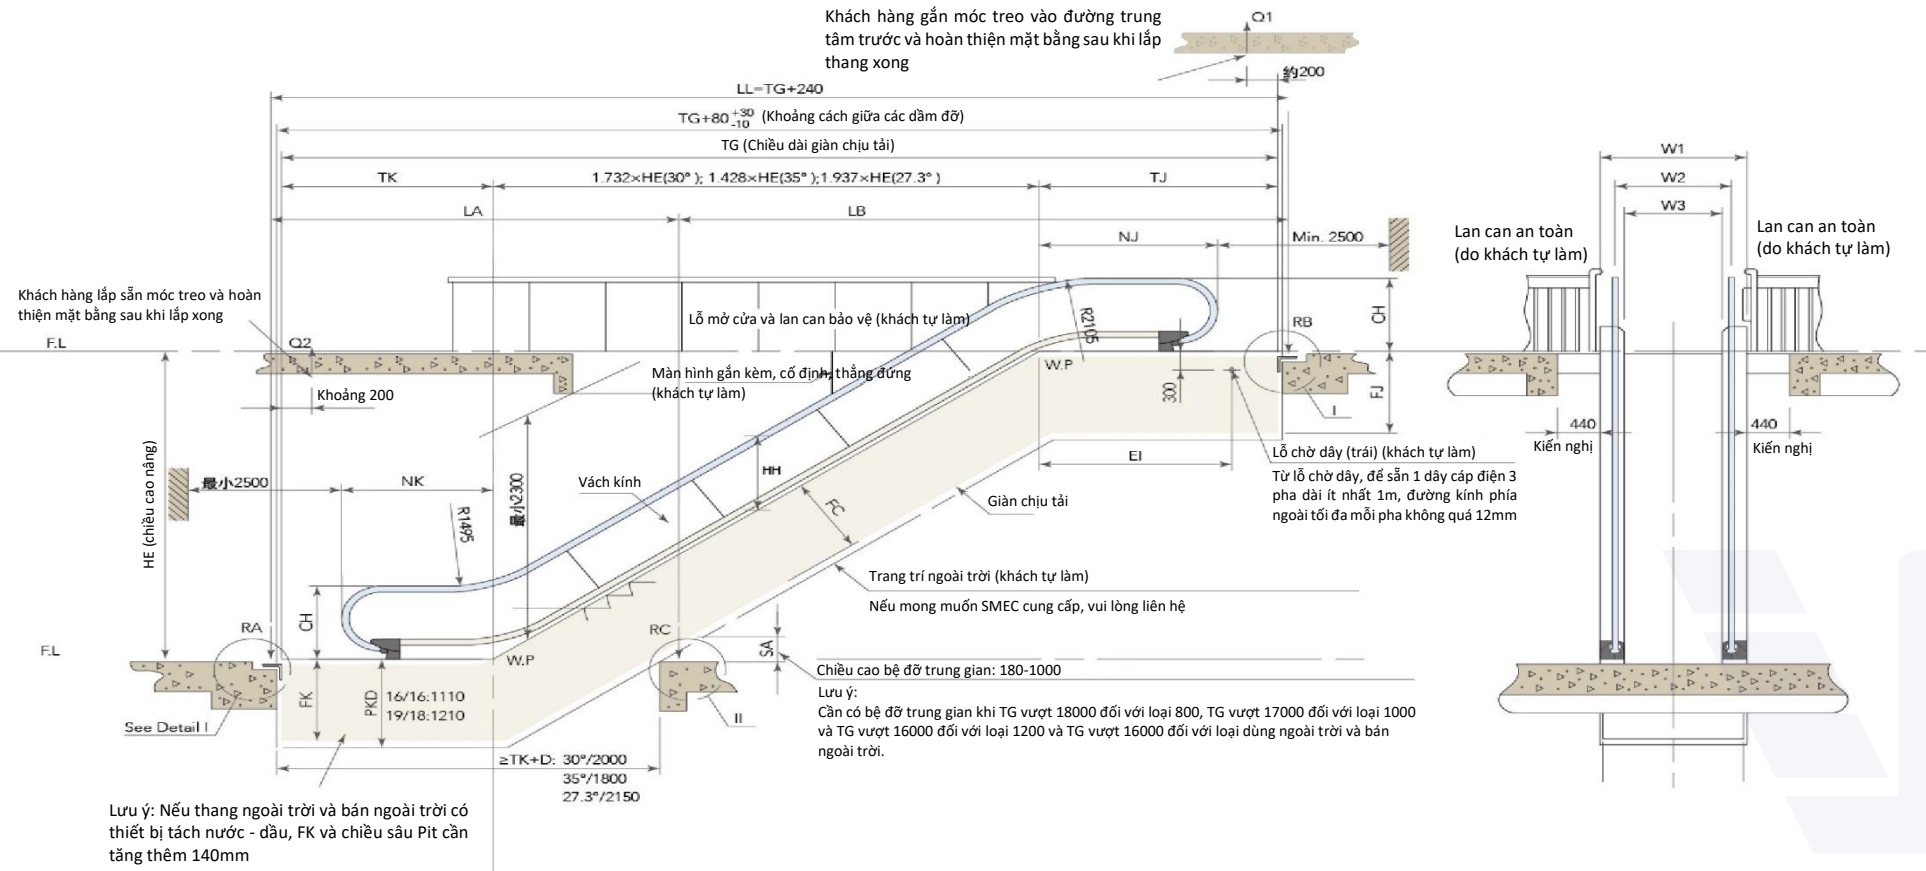 Khách hàng gắn móc treo vào đường trung
tâm trước và hoàn thiện mặt bằng sau khi lắp
thang xong
Q1
约200
LL=TG+240
TG+80 +30 -10 (Khoảng cách giữa các dầm đỡ)
TG (Chiều dài giàn chịu tải)
TK
1.732×HE(30°); 1.428×HE(35°);1.937×HE(27.3°)
TJ
LA
LB
NJ
Min. 2500
W1
W2
W3
Lan can an toàn
(do khách tự làm)
Lan can an toàn
(do khách tự làm)
Khách hàng lắp sẵn móc treo và hoàn
thiện mặt bằng sau khi lắp xong
F.L
Q2
Khoảng 200
Lỗ mở cửa và lan can bảo vệ (khách tự làm)
Màn hình gắn kèm, cố định, thẳng đứng
(khách tự làm)
R2105
CH
RB
W.P
300
FJ
I
440
Kiến nghị
440
Kiến nghị
HE (chiều cao nâng)
最小2500
NK
R1495
最小2300
Vách kính
HH
FC
EI
Giàn chịu tải
Lỗ chờ dây (trái) (khách tự làm)
Từ lỗ chờ dây, để sẵn 1 dây cáp điện 3
pha dài ít nhất 1m, đường kính phía
ngoài tối đa mỗi pha không quá 12mm
Trang trí ngoài trời (khách tự làm)
Nếu mong muốn SMEC cung cấp, vui lòng liên hệ
CH
RA
RC
SA
F.L
W.P
Chiều cao bệ đỡ trung gian: 180-1000
Lưu ý:
Cần có bệ đỡ trung gian khi TG vượt 18000 đối với loại 800, TG vượt 17000 đối với loại 1000
và TG vượt 16000 đối với loại 1200 và TG vượt 16000 đối với loại dùng ngoài trời và bán
ngoài trời.
FK
PKD
16/16:1110
19/18:1210
See Detail I
II
≥TK+D: 30°/2000
35°/1800
27.3°/2150
Lưu ý: Nếu thang ngoài trời và bán ngoài trời có
thiết bị tách nước - dầu, FK và chiều sâu Pit cần
tăng thêm 140mm